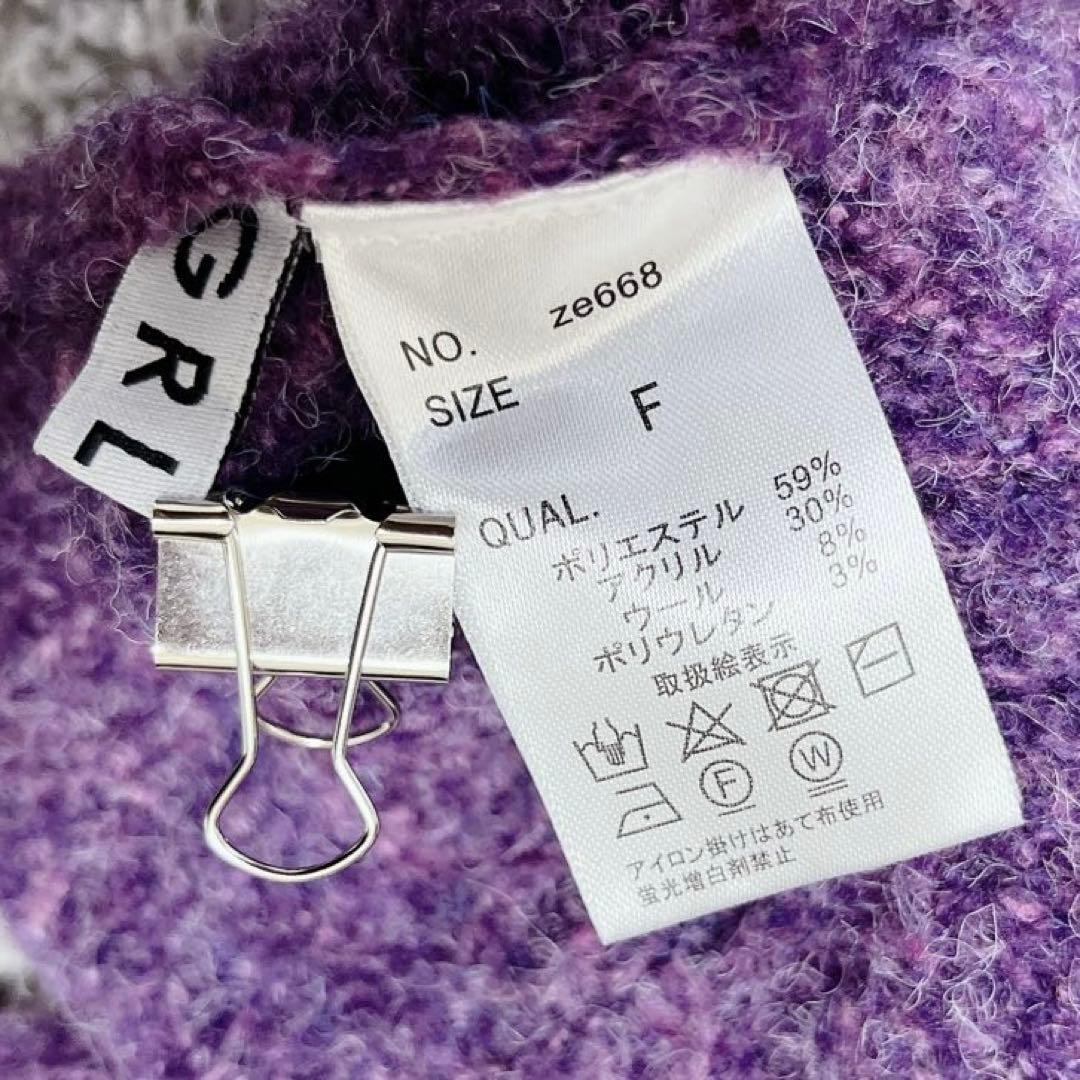 GRL
NO. ze668
SIZE F
QUAL.
ポリエステル 59%
アクリル 30%
ウール 8%
ポリウレタン 3%
取扱絵表示
F W
アイロン掛けはあて布使用
蛍光増白剤禁止